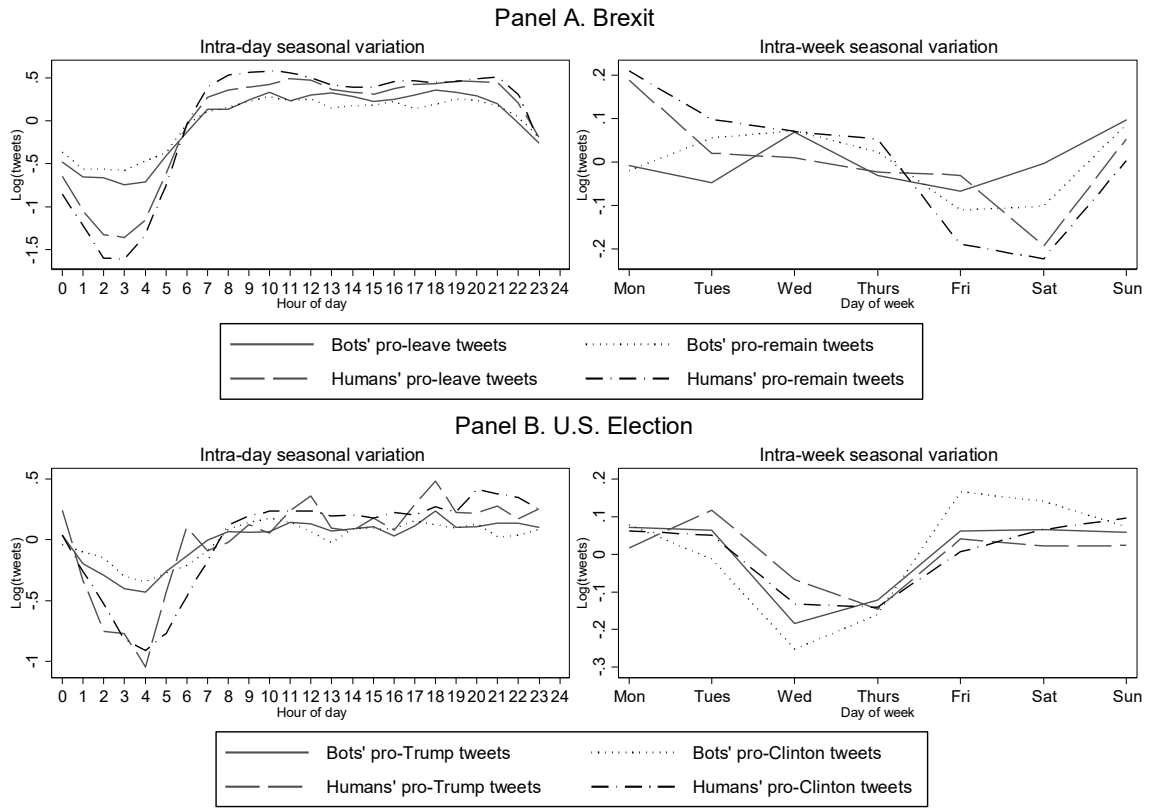 Panel A. Brexit
Intra-day seasonal variation
Log(tweets)
.5
0
-.5
-1
-1.5
0 1 2 3 4 5 6 7 8 9 10 11 12 13 14 15 16 17 18 19 20 21 22 23 24
Hour of day
Intra-week seasonal variation
Log(tweets)
.2
.1
0
-.1
-.2
Mon Tues Wed Thurs Fri Sat Sun
Day of week
Bots' pro-leave tweets Bots' pro-remain tweets
Humans' pro-leave tweets Humans' pro-remain tweets
Panel B. U.S. Election
Intra-day seasonal variation
Log(tweets)
.5
0
-.5
-1
0 1 2 3 4 5 6 7 8 9 10 11 12 13 14 15 16 17 18 19 20 21 22 23 24
Hour of day
Intra-week seasonal variation
Log(tweets)
.2
.1
0
-.1
-.2
-.3
Mon Tues Wed Thurs Fri Sat Sun
Day of week
Bots' pro-Trump tweets Bots' pro-Clinton tweets
Humans' pro-Trump tweets Humans' pro-Clinton tweets